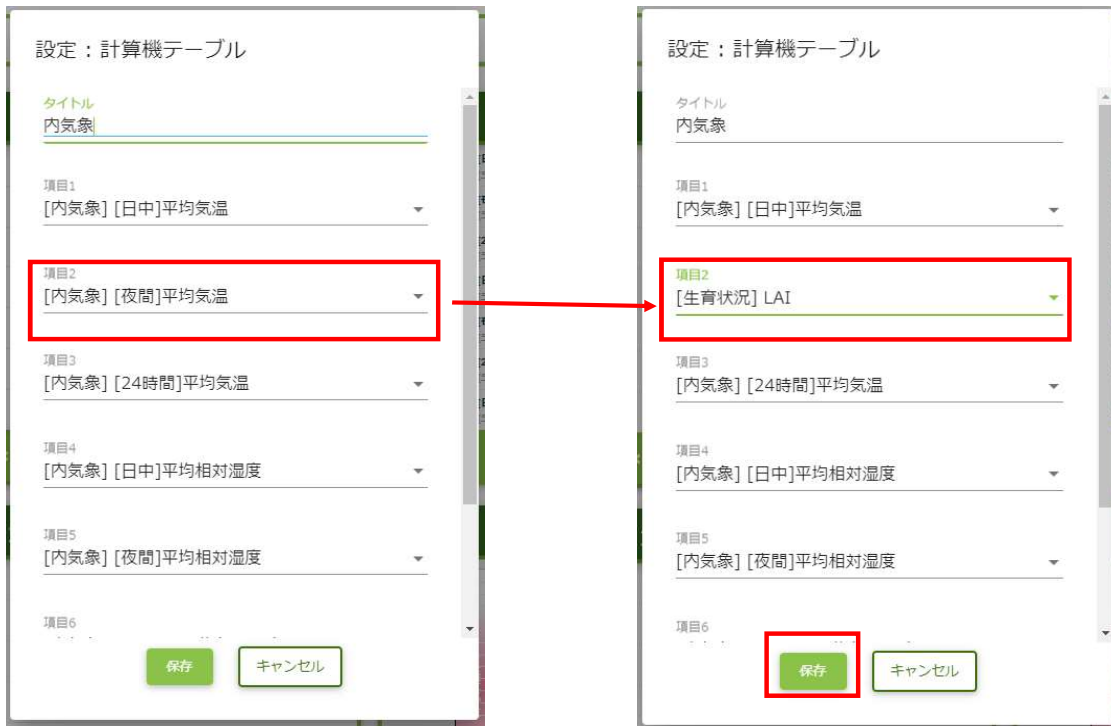 設定：計算機テーブル
タイトル
内気象
項目1
[内気象] [日中]平均気温
項目2
[内気象] [夜間]平均気温
項目3
[内気象] [24時間]平均気温
項目4
[内気象] [日中]平均相対湿度
項目5
[内気象] [夜間]平均相対湿度
項目6
保存
キャンセル
設定：計算機テーブル
タイトル
内気象
項目1
[内気象] [日中]平均気温
項目2
[生育状況] LAI
項目3
[内気象] [24時間]平均気温
項目4
[内気象] [日中]平均相対湿度
項目5
[内気象] [夜間]平均相対湿度
項目6
保存
キャンセル